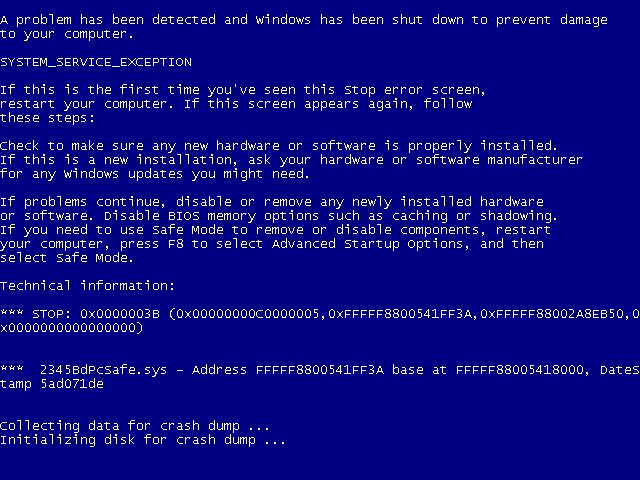 A problem has been detected and Windows has been shut down to prevent damage
to your computer.
SYSTEM_SERVICE_EXCEPTION
If this is the first time you've seen this Stop error screen,
restart your computer. If this screen appears again, follow
these steps:
Check to make sure any new hardware or software is properly installed.
If this is a new installation, ask your hardware or software manufacturer
for any Windows updates you might need.
If problems continue, disable or remove any newly installed hardware
or software. Disable BIOS memory options such as caching or shadowing.
If you need to use Safe Mode to remove or disable components, restart
your computer, press F8 to select Advanced Startup Options, and then
select Safe Mode.
Technical information:
*** STOP: 0x0000003B (0x00000000C0000005,0xFFFFF8800541FF3A,0xFFFFF88002A8EB50,0
x0000000000000000)
***  2345BdPcSafe.sys - Address FFFFF8800541FF3A base at FFFFF88005418000, DateS
tamp 5ad071de
Collecting data for crash dump ...
Initializing disk for crash dump ...